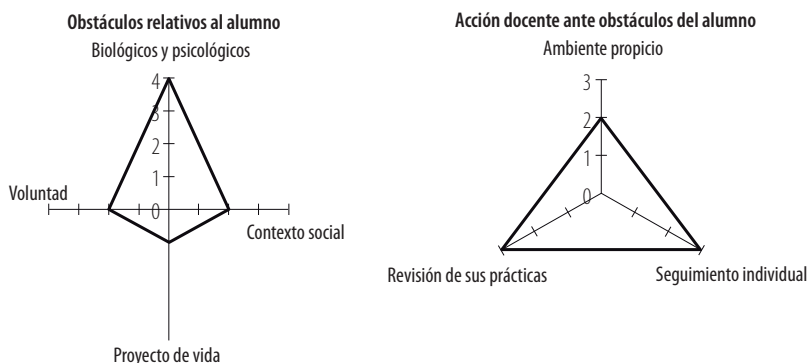 Obstáculos relativos al alumno
Biológicos y psicológicos
4
3
2
1
0
Voluntad
Contexto social
Proyecto de vida
Acción docente ante obstáculos del alumno
Ambiente propicio
3
2
1
0
Revisión de sus prácticas
Seguimiento individual